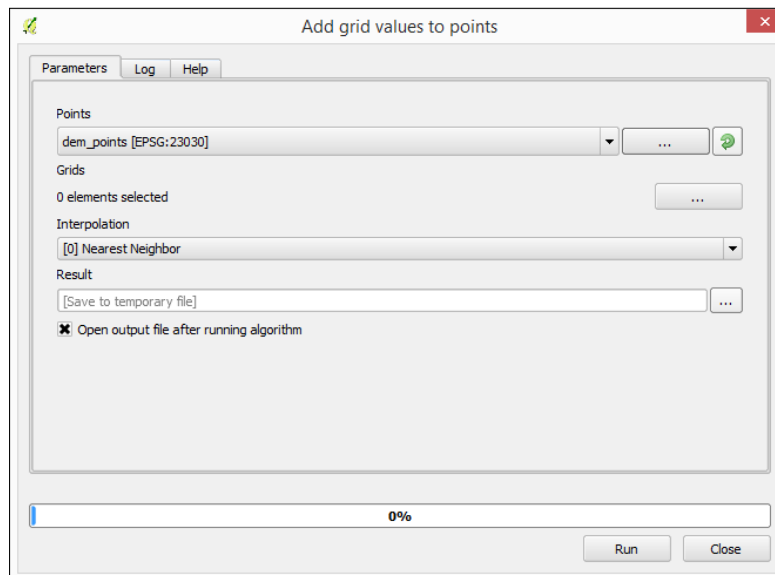 Add grid values to points
Parameters Log Help
Points
dem_points [EPSG:23030] ...
Grids
0 elements selected ...
Interpolation
[0] Nearest Neighbor
Result
[Save to temporary file] ...
Open output file after running algorithm
0%
Run Close